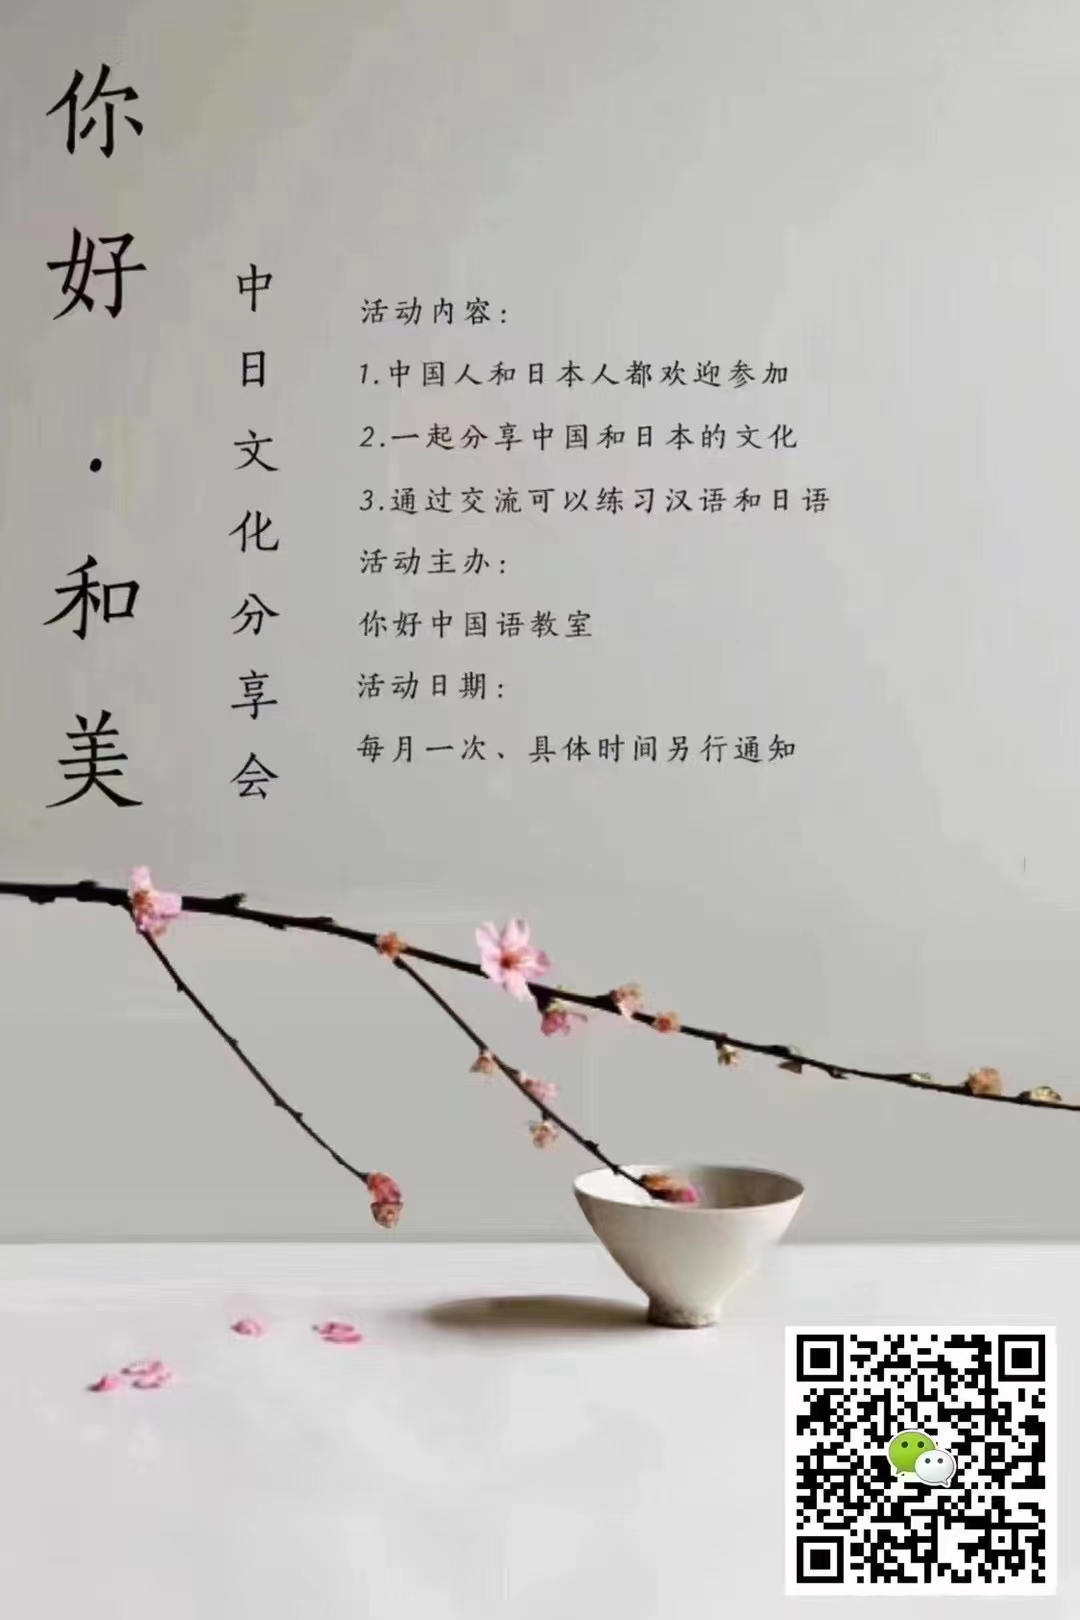 你好·和美
中日文化分享会
活动内容：
1.中国人和日本人都欢迎参加
2.一起分享中国和日本的文化
3.通过交流可以练习汉语和日语
活动主办：
你好中国语教室
活动日期：
每月一次、具体时间另行通知